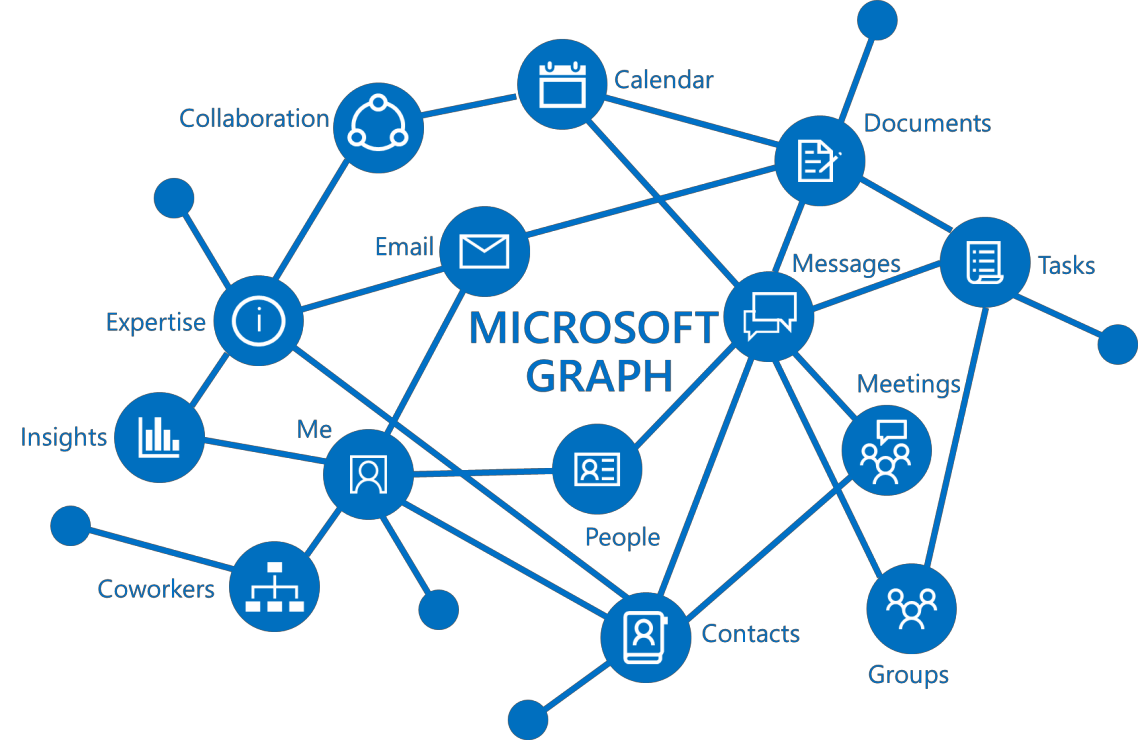 Calendar
Collaboration
Documents
Email
Messages
Tasks
Expertise
MICROSOFT
GRAPH
Meetings
Me
Insights
People
Coworkers
Contacts
Groups